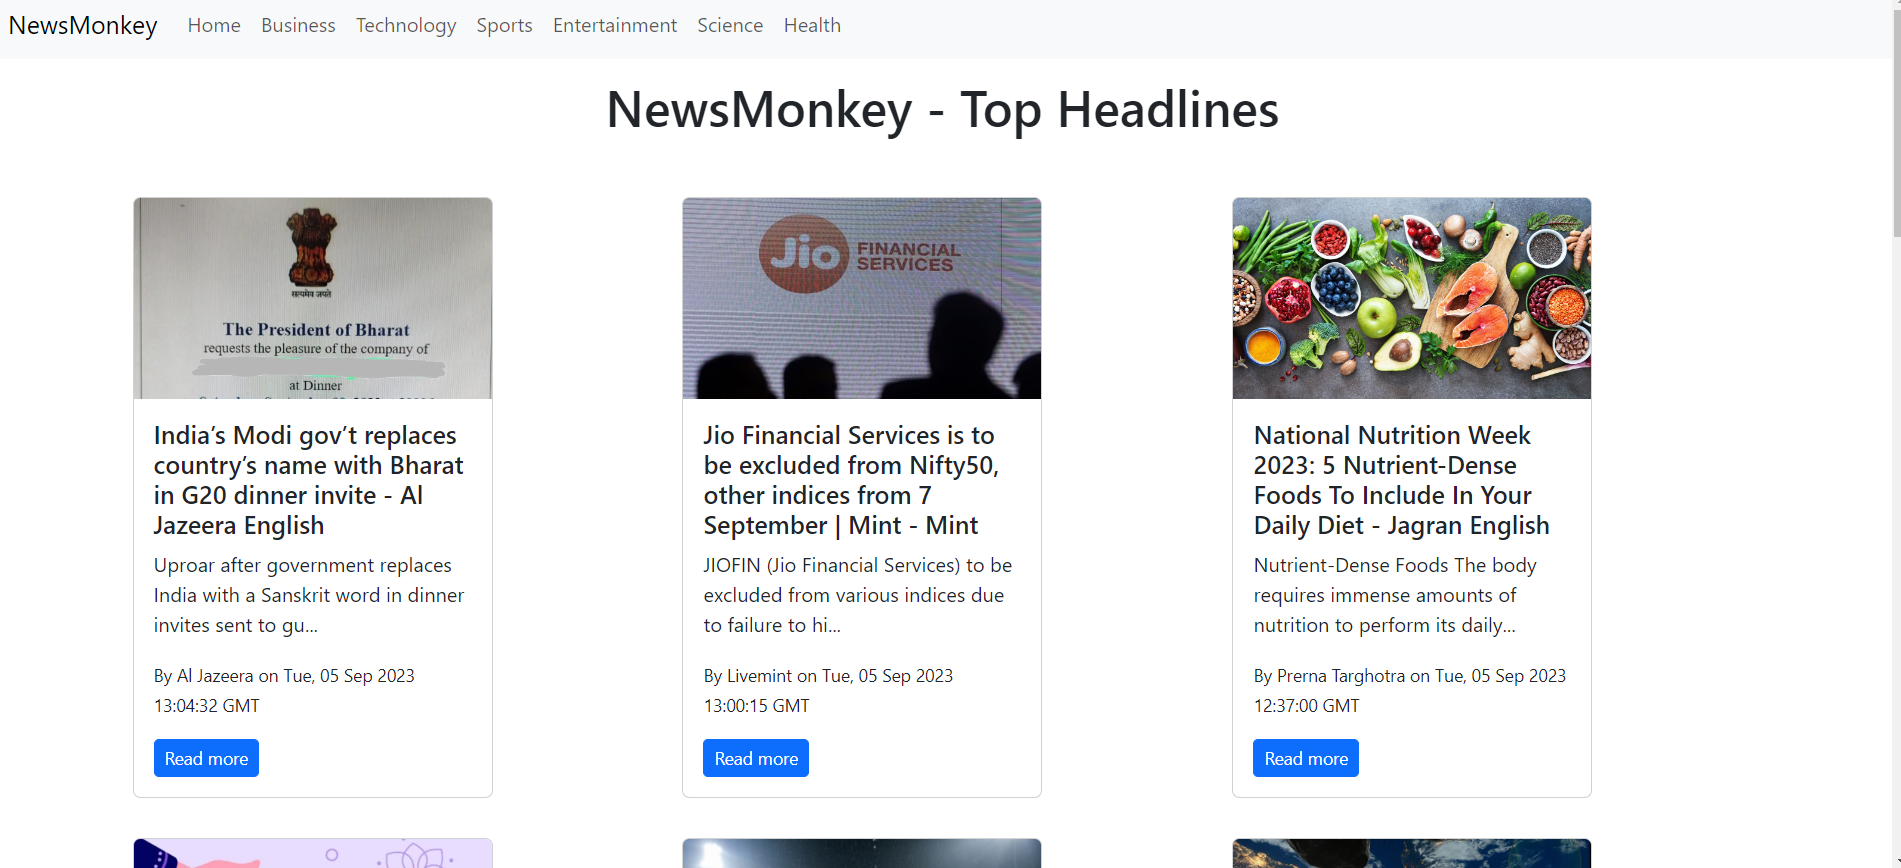 NewsMonkey Home Business Technology Sports Entertainment Science Health
NewsMonkey - Top Headlines
सत्यमेव जयते
The President of Bharat
requests the pleasure of the company of
at Dinner
Jio FINANCIAL
SERVICES
India’s Modi gov’t replaces
country’s name with Bharat
in G20 dinner invite - Al
Jazeera English
Uproar after government replaces
India with a Sanskrit word in dinner
invites sent to gu...
By Al Jazeera on Tue, 05 Sep 2023
13:04:32 GMT
Read more
Jio Financial Services is to
be excluded from Nifty50,
other indices from 7
September | Mint - Mint
JIOFIN (Jio Financial Services) to be
excluded from various indices due
to failure to hi...
By Livemint on Tue, 05 Sep 2023
13:00:15 GMT
Read more
National Nutrition Week
2023: 5 Nutrient-Dense
Foods To Include In Your
Daily Diet - Jagran English
Nutrient-Dense Foods The body
requires immense amounts of
nutrition to perform its daily...
By Prerna Targhotra on Tue, 05 Sep 2023
12:37:00 GMT
Read more